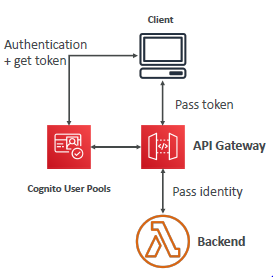 Client
Authentication
+ get token
Pass token
API Gateway
Cognito User Pools
Pass identity
Backend